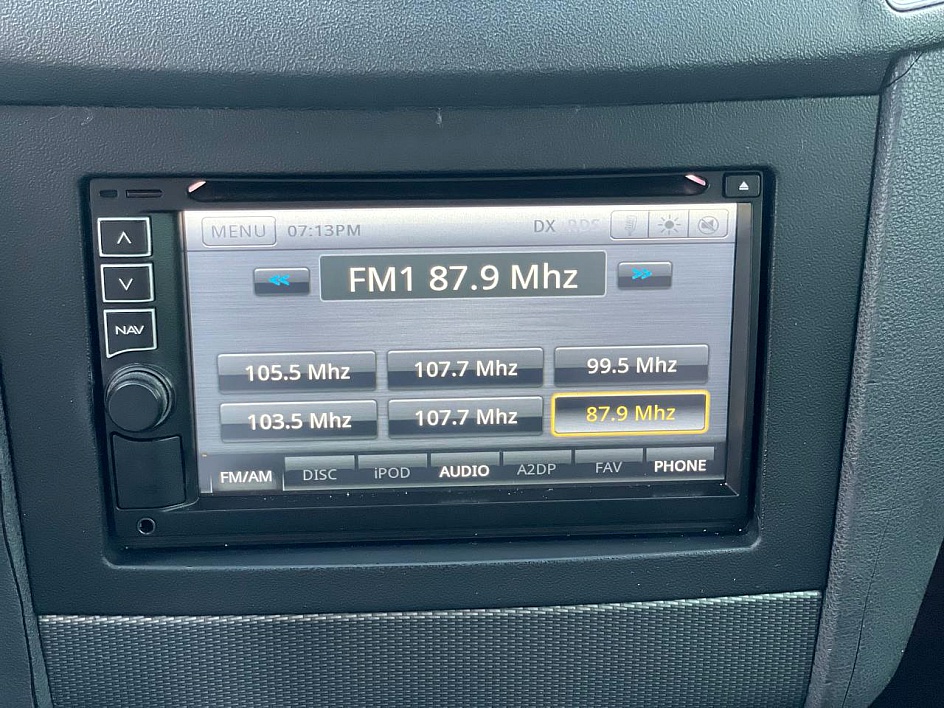 MENU 07:13PM DX RDS
NAV
FM1 87.9 Mhz
105.5 Mhz 107.7 Mhz 99.5 Mhz
103.5 Mhz 107.7 Mhz 87.9 Mhz
FM/AM DISC iPOD AUDIO A2DP FAV PHONE